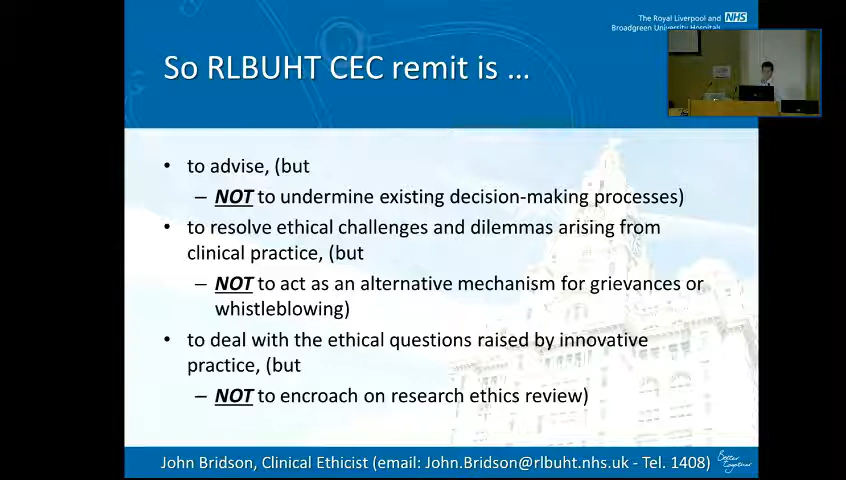 The Royal Liverpool and NHS
Broadgreen University Hospitals
So RLBUHT CEC remit is …
• to advise, (but
– NOT to undermine existing decision-making processes)
• to resolve ethical challenges and dilemmas arising from
clinical practice, (but
– NOT to act as an alternative mechanism for grievances or
whistleblowing)
• to deal with the ethical questions raised by innovative
practice, (but
– NOT to encroach on research ethics review)
John Bridson, Clinical Ethicist (email: John.Bridson@rlbuht.nhs.uk - Tel. 1408)
Better
Together